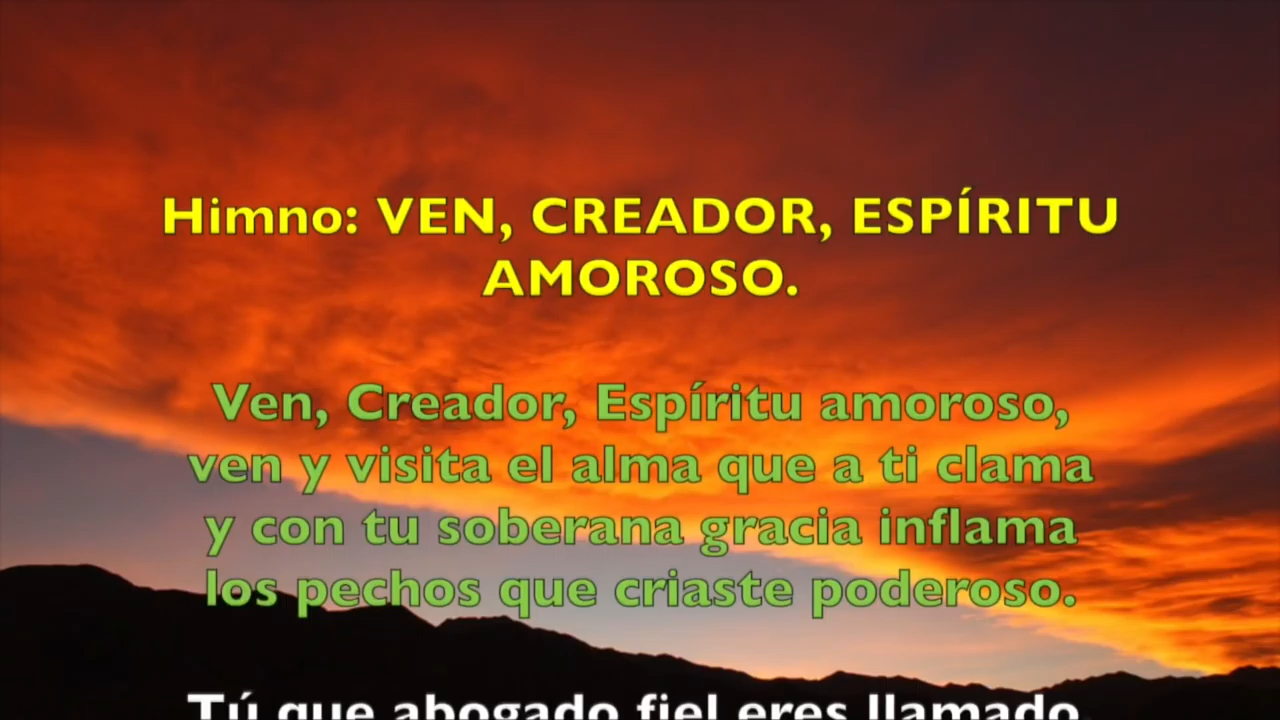 Himno: VEN, CREADOR, ESPÍRITU
AMOROSO.
Ven, Creador, Espíritu amoroso,
ven y visita el alma que a ti clama
y con tu soberana gracia inflama
los pechos que criaste poderoso.
Tú que abogado fiel eres llamado